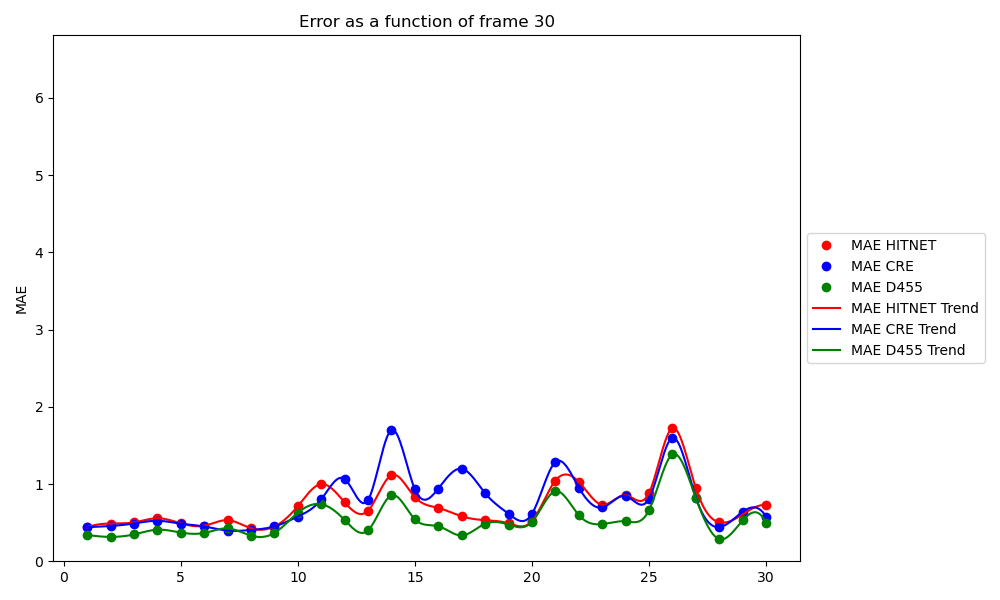 Error as a function of frame 30
MAE
6
5
4
3
2
1
0
0 5 10 15 20 25 30
MAE HITNET
MAE CRE
MAE D455
MAE HITNET Trend
MAE CRE Trend
MAE D455 Trend